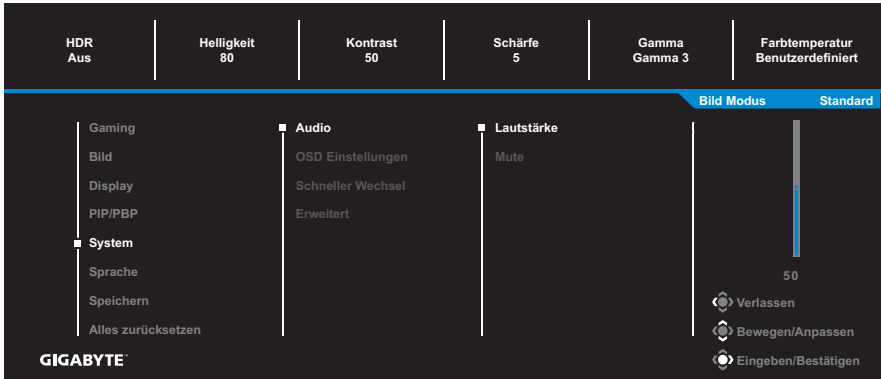 HDR
Aus
Helligkeit
80
Kontrast
50
Schärfe
5
Gamma
Gamma 3
Farbtemperatur
Benutzerdefiniert
Bild Modus Standard
Gaming
Bild
Display
PIP/PBP
System
Sprache
Speichern
Alles zurücksetzen
Audio
OSD Einstellungen
Schneller Wechsel
Erweitert
Lautstärke
Mute
50
Verlassen
Bewegen/Anpassen
Eingeben/Bestätigen
GIGABYTE™